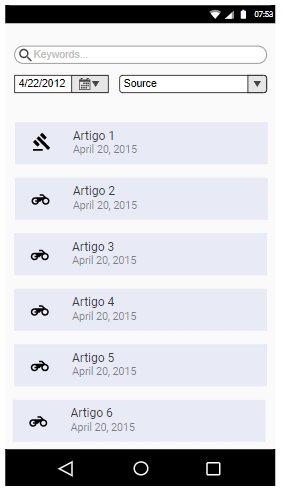 07:53
Keywords...
4/22/2012
Source
Artigo 1
April 20, 2015
Artigo 2
April 20, 2015
Artigo 3
April 20, 2015
Artigo 4
April 20, 2015
Artigo 5
April 20, 2015
Artigo 6
April 20, 2015